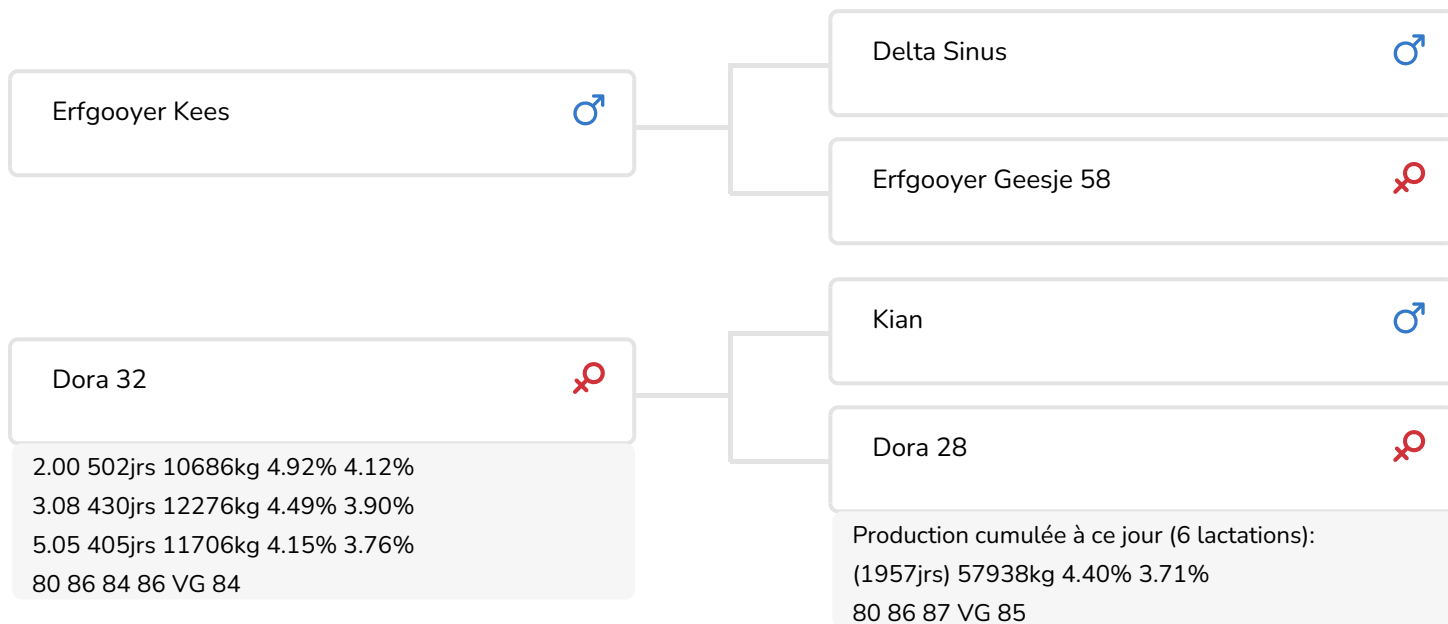 Erfgooyer Kees
Delta Sinus
Erfgooyer Geesje 58
Dora 32
2.00 502jrs 10686kg 4.92% 4.12%
3.08 430jrs 12276kg 4.49% 3.90%
5.05 405jrs 11706kg 4.15% 3.76%
80 86 84 86 VG 84
Kian
Dora 28
Production cumulée à ce jour (6 lactations):
(1957jrs) 57938kg 4.40% 3.71%
80 86 87 VG 85